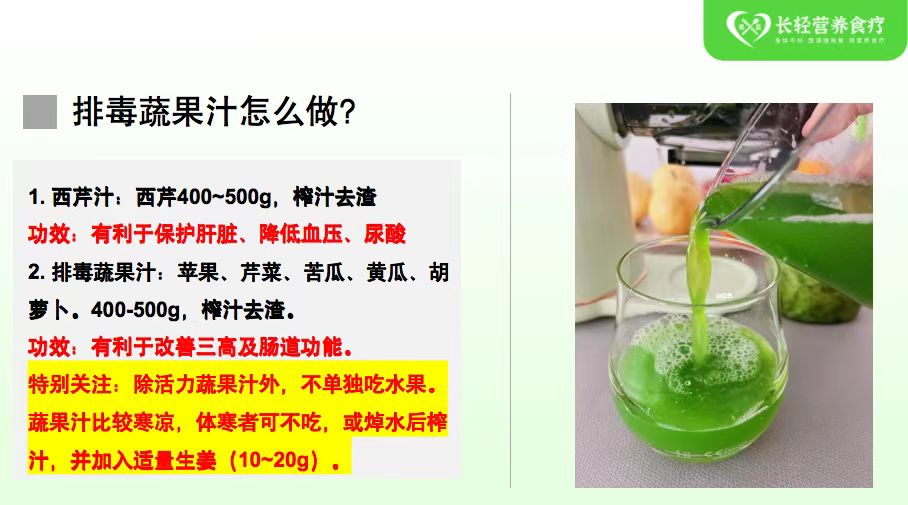 长轻营养食疗
排毒蔬果汁怎么做?
1. 西芹汁：西芹400~500g，榨汁去渣
功效：有利于保护肝脏、降低血压、尿酸
2. 排毒蔬果汁：苹果、芹菜、苦瓜、黄瓜、胡
萝卜。400-500g，榨汁去渣。
功效：有利于改善三高及肠道功能。
特别关注：除活力蔬果汁外，不单独吃水果。
蔬果汁比较寒凉，体寒者可不吃，或焯水后榨
汁，并加入适量生姜（10~20g）。
小红书